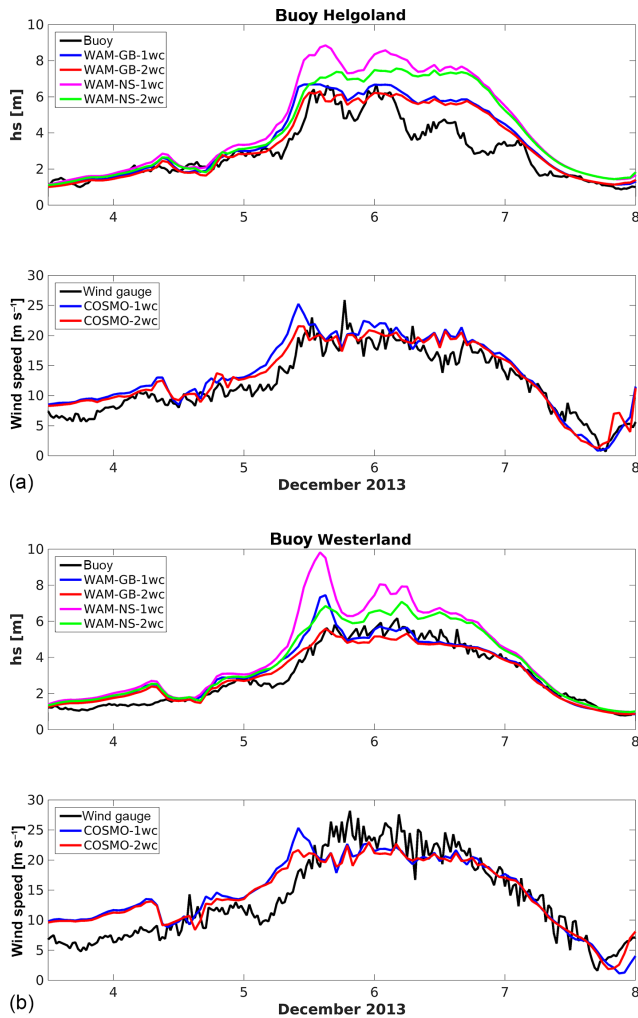 Buoy Helgoland
10
8
6
4
2
0
hs [m]
Buoy
WAM-GB-1wc
WAM-GB-2wc
WAM-NS-1wc
WAM-NS-2wc
4 5 6 7 8
30
25
20
15
10
5
0
Wind speed [m s⁻¹]
Wind gauge
COSMO-1wc
COSMO-2wc
4 5 6 7 8
(a)
December 2013
Buoy Westerland
10
8
6
4
2
0
hs [m]
Buoy
WAM-GB-1wc
WAM-GB-2wc
WAM-NS-1wc
WAM-NS-2wc
4 5 6 7 8
30
25
20
15
10
5
0
Wind speed [m s⁻¹]
Wind gauge
COSMO-1wc
COSMO-2wc
4 5 6 7 8
(b)
December 2013